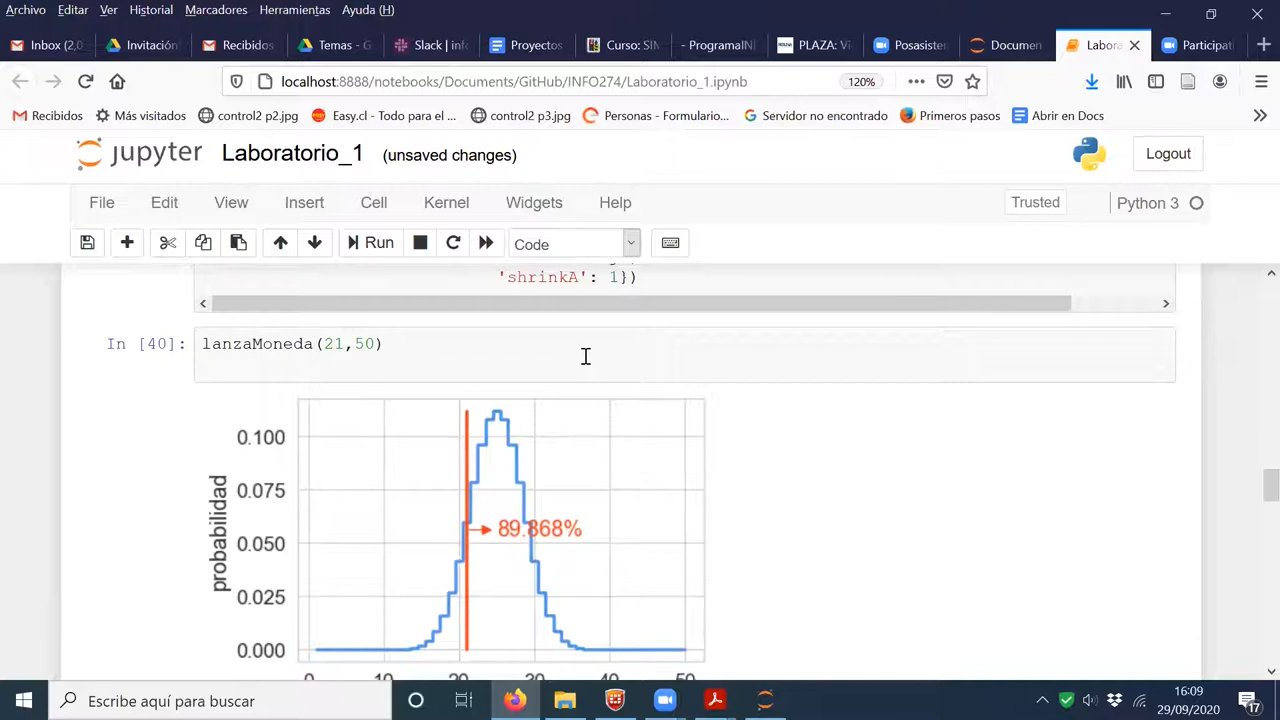 Archivo Editar Ver Historial Marcadores Herramientas Ayuda (H)
Inbox (2,0 Invitación Recibidos Temas - G Slack | info Proyectos Curso: SIN - ProgramaIN PLAZA: Vi Posasisten Documen Labora Participat
localhost:8888/notebooks/Documents/GitHub/INFO274/Laboratorio_1.ipynb 120%
Recibidos Más visitados control2 p2.jpg Easy.cl - Todo para el ... control2 p3.jpg Personas - Formulario... Servidor no encontrado Primeros pasos Abrir en Docs
jupyter Laboratorio_1 (unsaved changes) Logout
File Edit View Insert Cell Kernel Widgets Help Trusted Python 3
Run Code
'shrinkA': 1})
In [40]: lanzaMoneda(21,50)
0.100
0.075
0.050
0.025
0.000
probabilidad
89.868%
0 10 20 30 40 50
Escribe aquí para buscar
16:09
29/09/2020
17